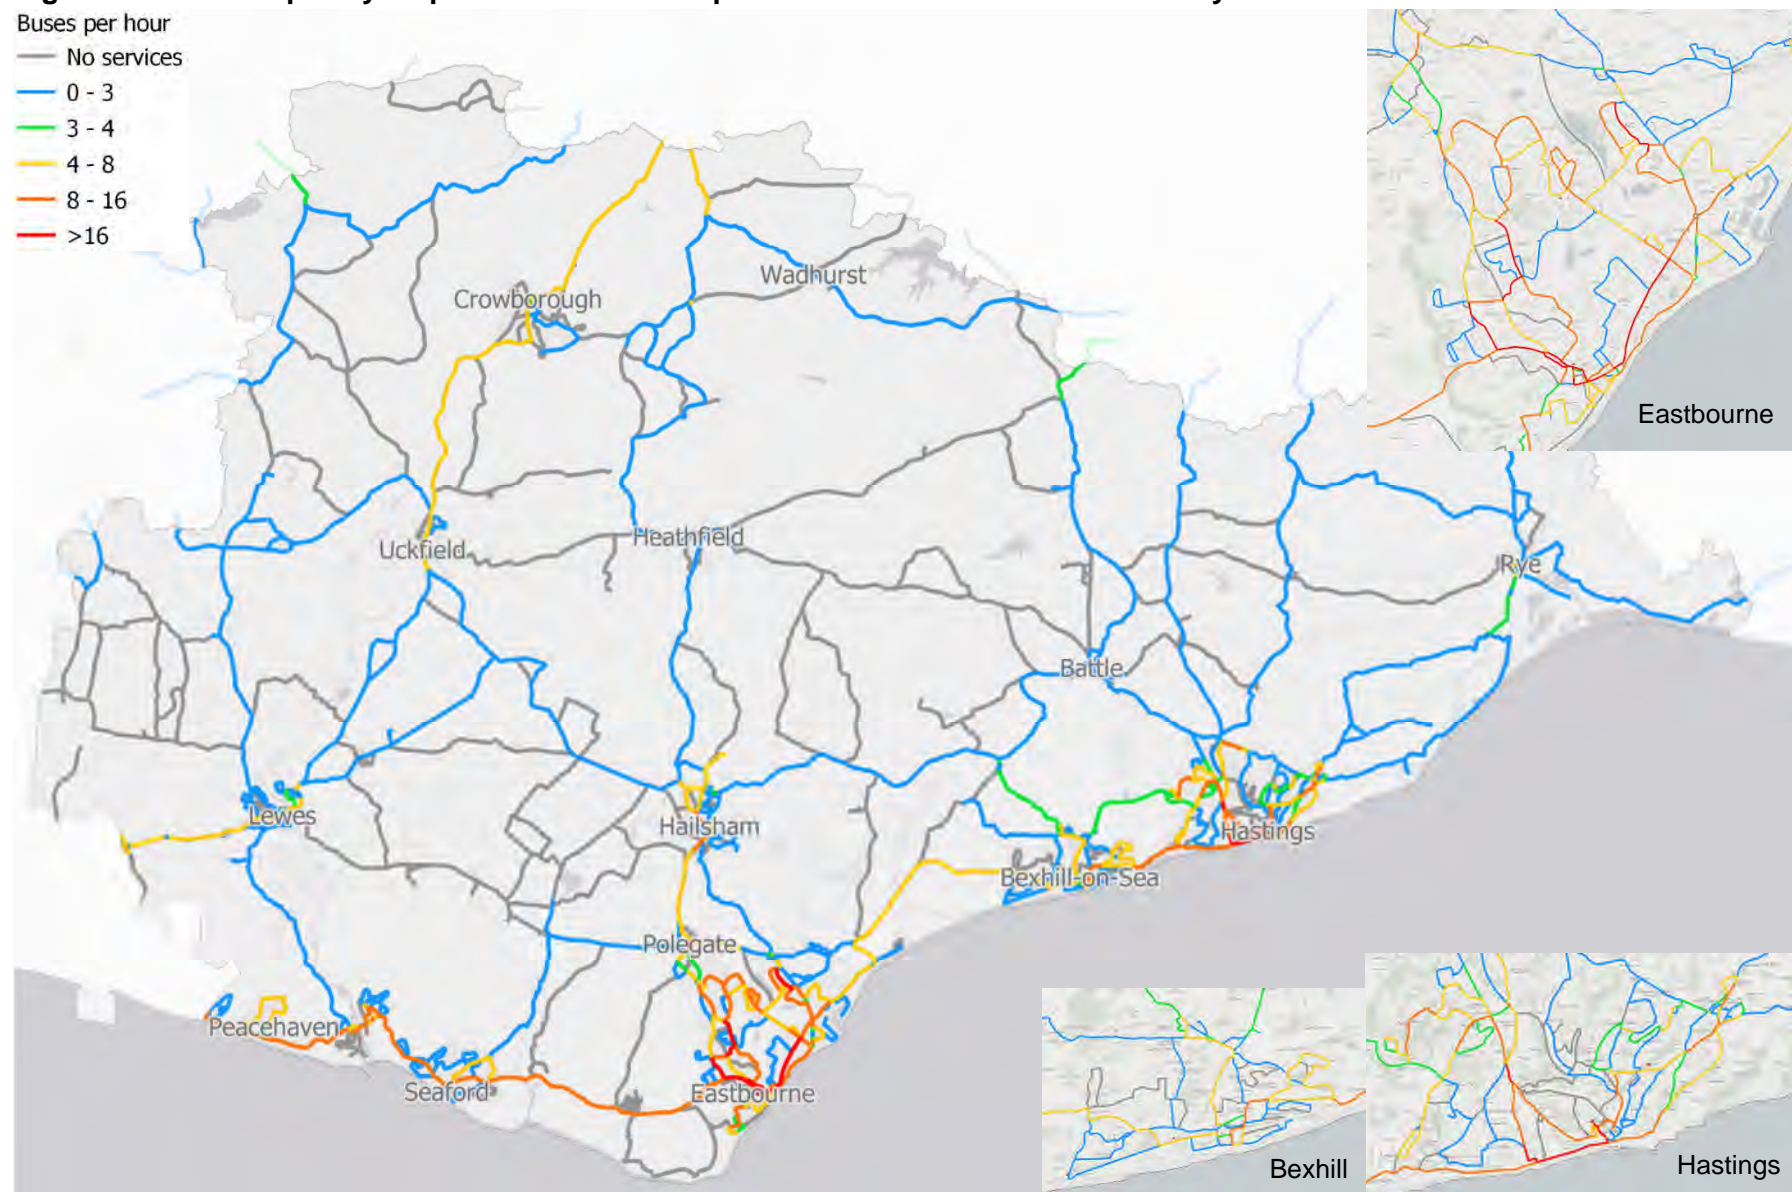 Buses per hour
No services
0 - 3
3 - 4
4 - 8
8 - 16
>16
Eastbourne
Wadhurst
Crowborough
Uckfield
Heathfield
Rye
Battle
Lewes
Hailsham
Hastings
Bexhill-on-Sea
Polegate
Peacehaven
Seaford
Eastbourne
Bexhill
Hastings